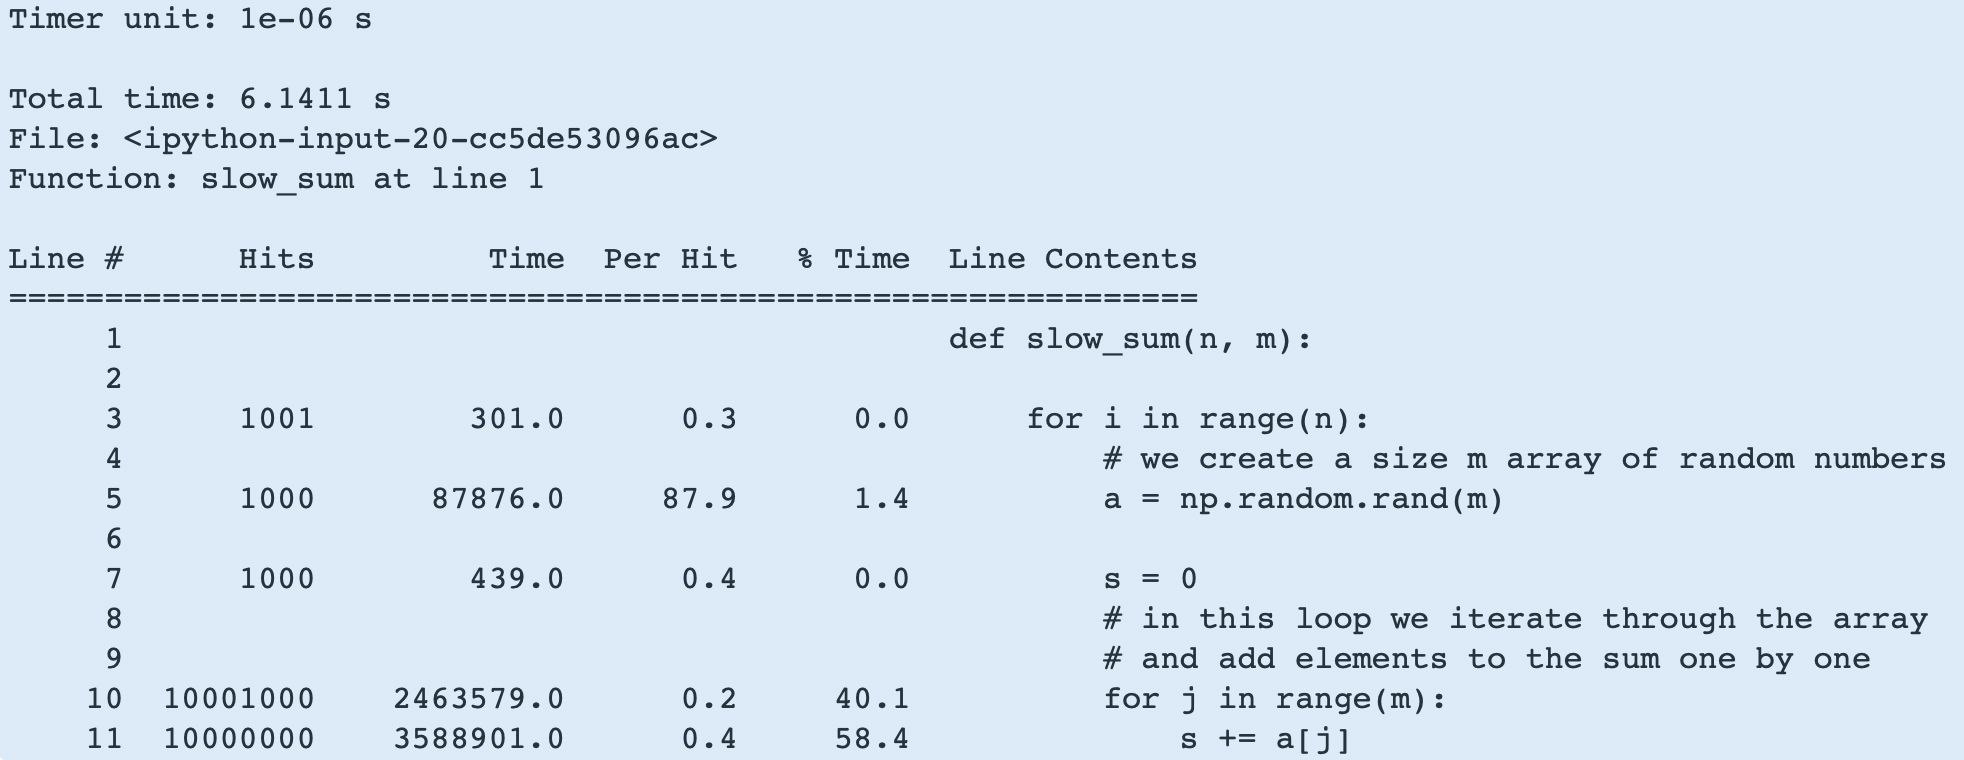 Timer unit: 1e-06 s

Total time: 6.1411 s
File: <ipython-input-20-cc5de53096ac>
Function: slow_sum at line 1

Line #      Hits         Time  Per Hit   % Time  Line Contents
==============================================================
     1                                           def slow_sum(n, m):
     2
     3      1001        301.0      0.3      0.0      for i in range(n):
     4                                                   # we create a size m array of random numbers
     5      1000      87876.0     87.9      1.4          a = np.random.rand(m)
     6
     7      1000        439.0      0.4      0.0          s = 0
     8                                                   # in this loop we iterate through the array
     9                                                   # and add elements to the sum one by one
    10  10001000    2463579.0      0.2     40.1          for j in range(m):
    11  10000000    3588901.0      0.4     58.4              s += a[j]